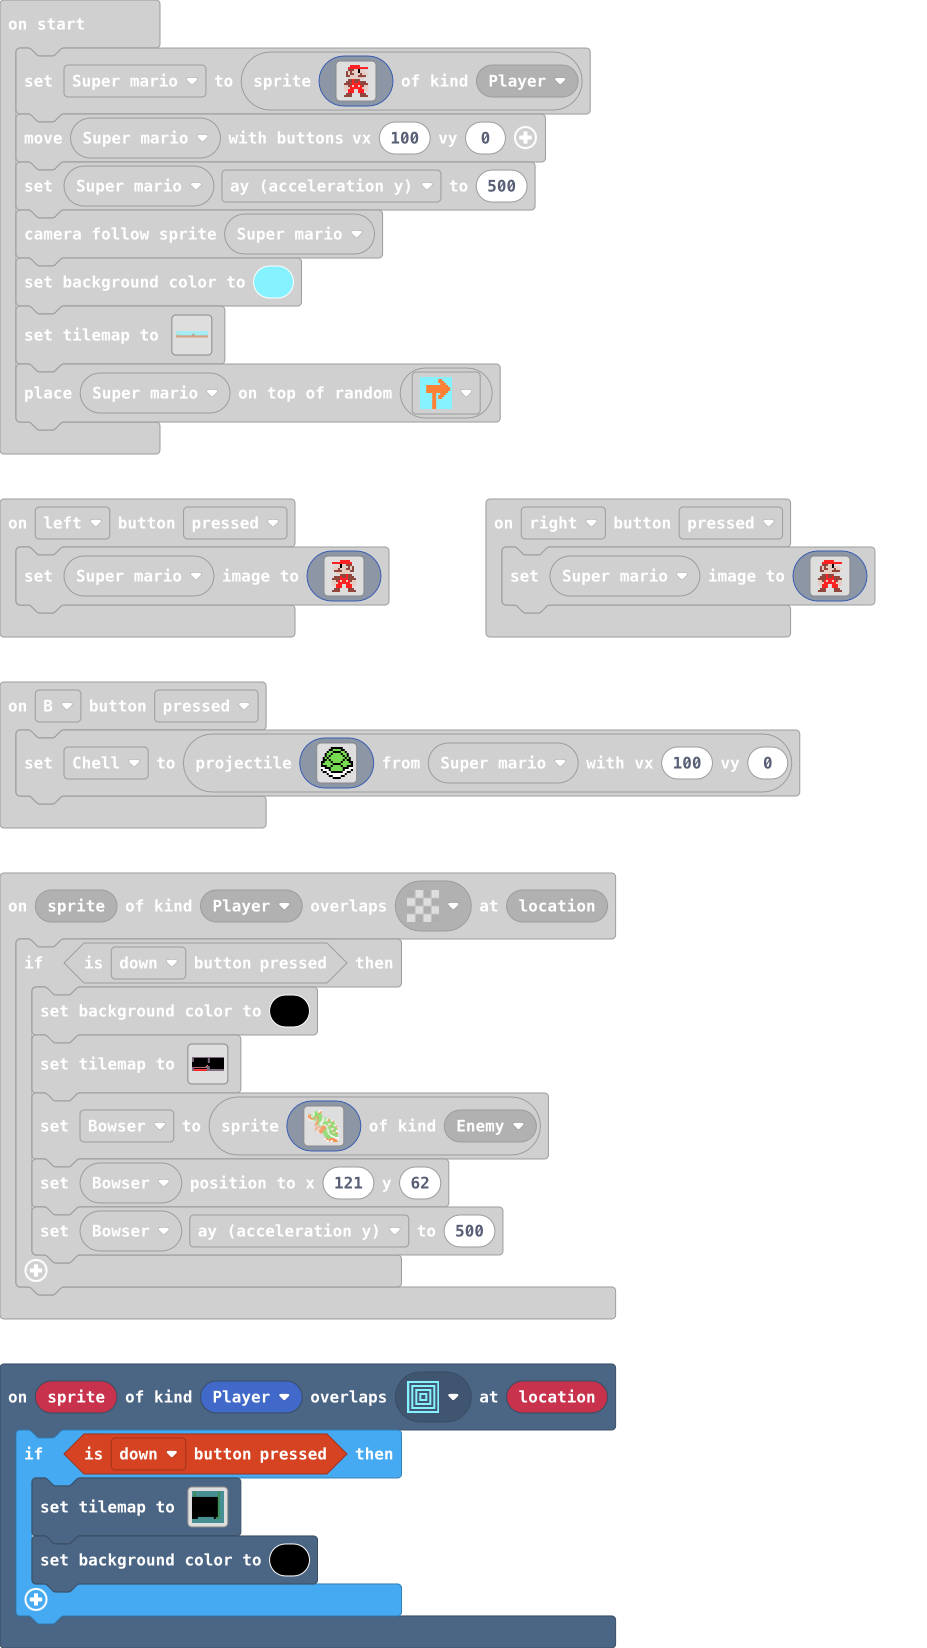 on start
set Super mario to sprite of kind Player
move Super mario with buttons vx 100 vy 0
set Super mario ay (acceleration y) to 500
camera follow sprite Super mario
set background color to
set tilemap to
place Super mario on top of random
on left button pressed
set Super mario image to
on right button pressed
set Super mario image to
on B button pressed
set Chell to projectile from Super mario with vx 100 vy 0
on sprite of kind Player overlaps at location
if is down button pressed then
set background color to
set tilemap to
set Bowser to sprite of kind Enemy
set Bowser position to x 121 y 62
set Bowser ay (acceleration y) to 500
on sprite of kind Player overlaps at location
if is down button pressed then
set tilemap to
set background color to